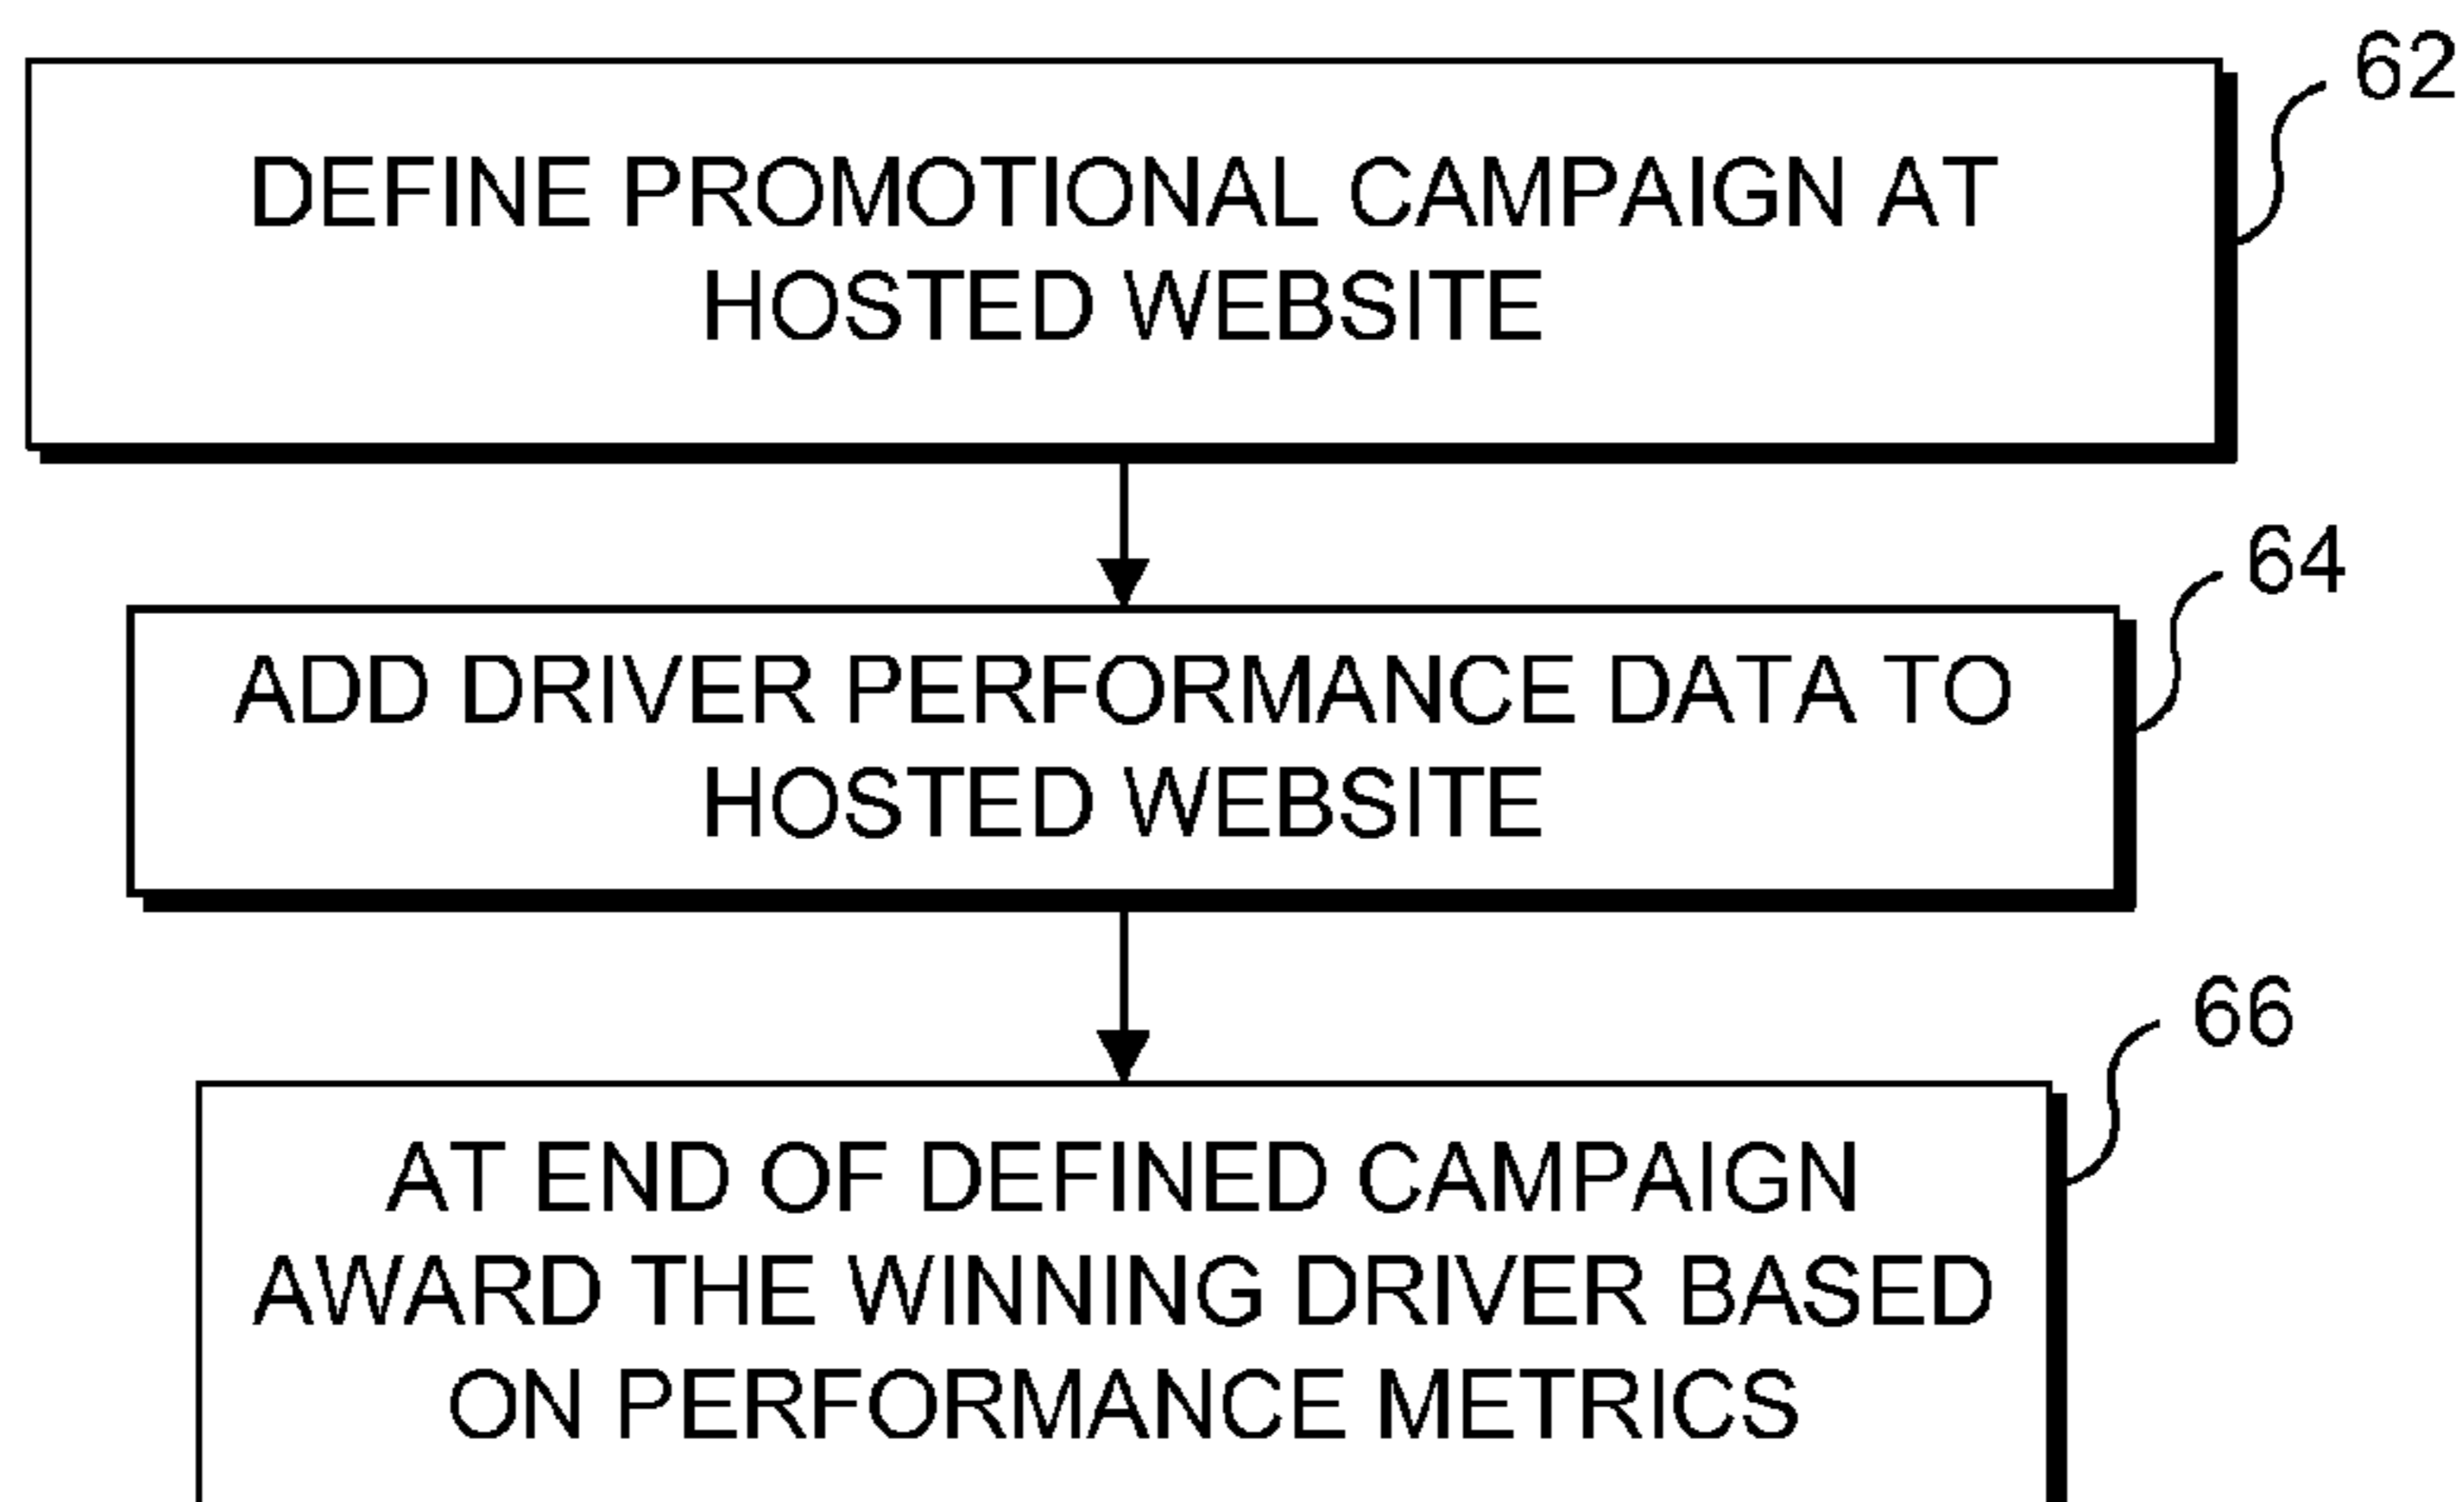 62
DEFINE PROMOTIONAL CAMPAIGN AT
HOSTED WEBSITE
64
ADD DRIVER PERFORMANCE DATA TO
HOSTED WEBSITE
66
AT END OF DEFINED CAMPAIGN
AWARD THE WINNING DRIVER BASED
ON PERFORMANCE METRICS